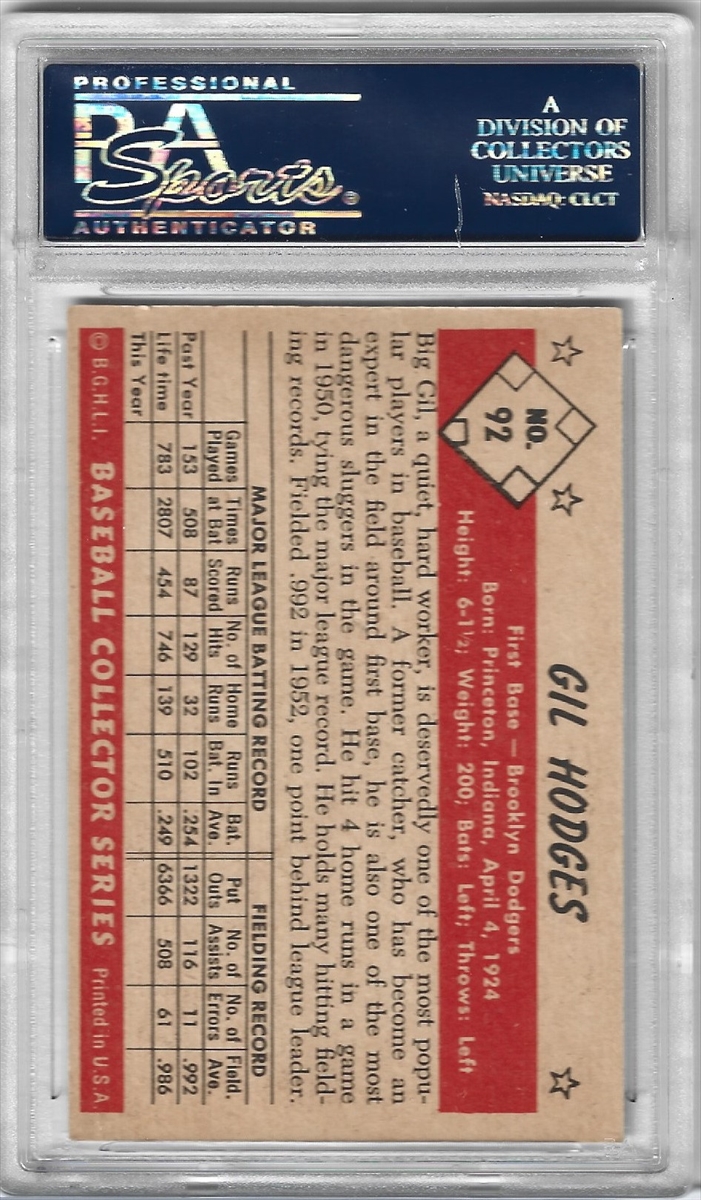 PROFESSIONAL
PSA
Sports®
AUTHENTICATOR
A
DIVISION OF
COLLECTORS
UNIVERSE
NASDAQ: CLCT
GIL HODGES
NO.
92
First Base — Brooklyn Dodgers
Born: Princeton, Indiana, April 4, 1924
Height: 6-1½; Weight: 200; Bats: Left; Throws: Left
Big Gil, a quiet, hard worker, is deservedly one of the most popu-
lar players in baseball. A former catcher, who has become an
expert in the field around first base, he is also one of the most
dangerous sluggers in the game. He hit 4 home runs in a game
in 1950, tying the major league record. He holds many hitting field-
ing records. Fielded .992 in 1952, one point behind league leader.
MAJOR LEAGUE BATTING RECORD FIELDING RECORD
Games Times Runs No. of Home Runs Bat. Put No. of No. of Field.
Played at Bat Scored Hits Runs Bat. In Ave. Outs Assists Errors Ave.
Past Year 153 508 87 129 32 102 .254 1322 116 11 .992
Life time 783 2807 454 746 139 510 .249 6366 508 61 .986
This Year
© B.G.H.L.I. BASEBALL COLLECTOR SERIES Printed in U.S.A.